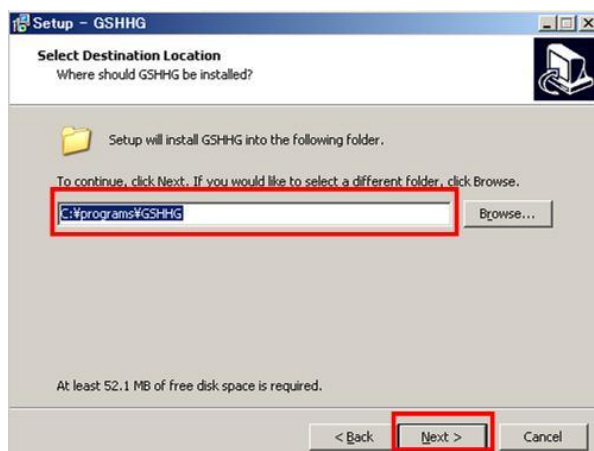 Setup - GSHHG
Select Destination Location
Where should GSHHG be installed?
Setup will install GSHHG into the following folder.
To continue, click Next. If you would like to select a different folder, click Browse.
C:¥programs¥GSHHG
Browse...
At least 52.1 MB of free disk space is required.
< Back
Next >
Cancel